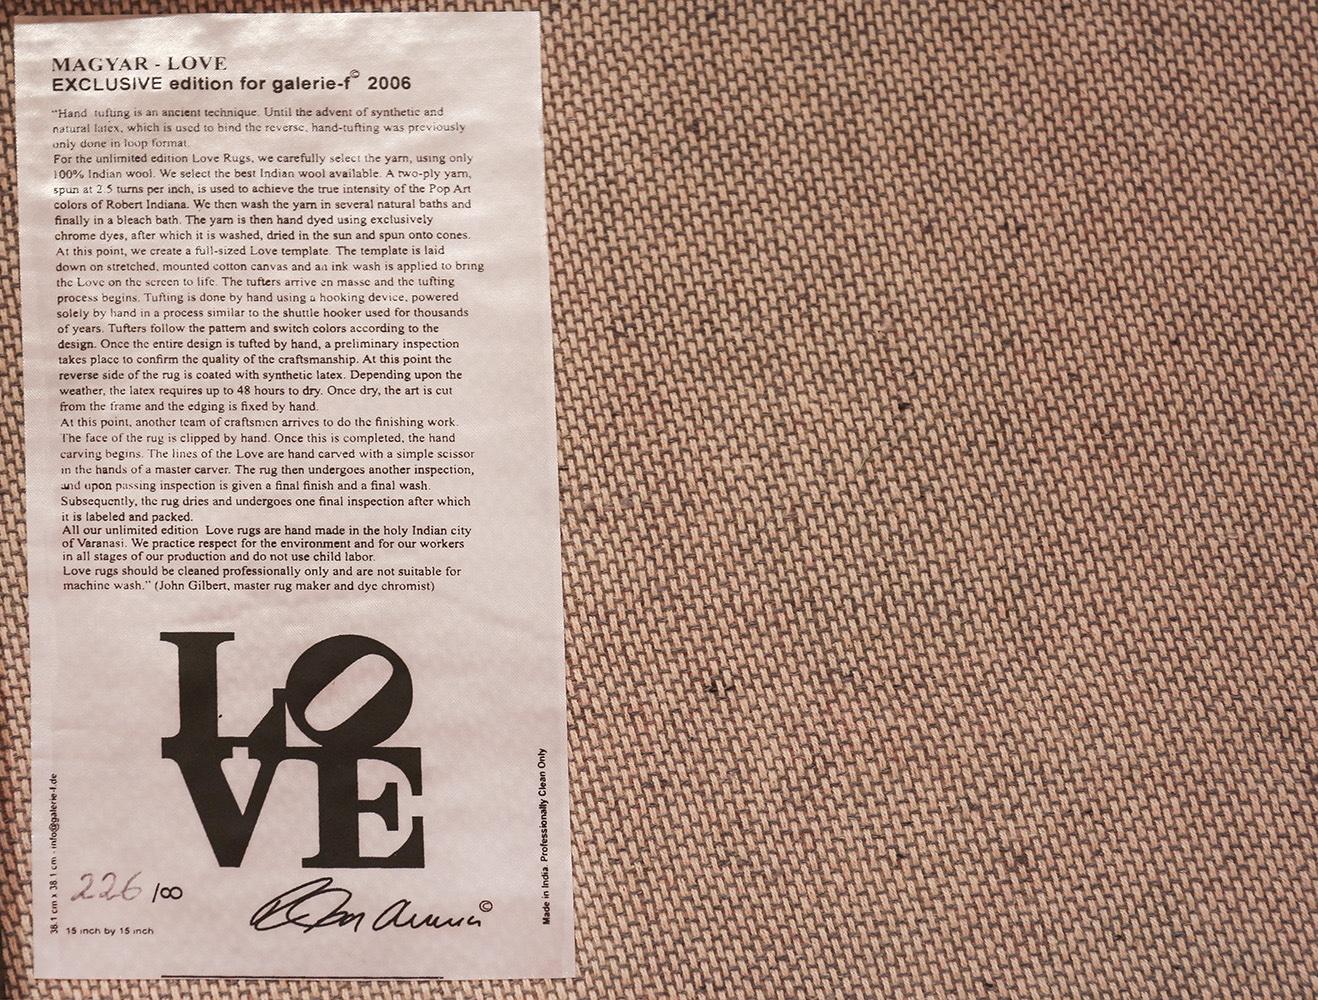 MAGYAR - LOVE
EXCLUSIVE edition for galerie-f© 2006
"Hand tufting is an ancient technique. Until the advent of synthetic and
natural latex, which is used to bind the reverse, hand-tufting was previously
only done in loop format.
For the unlimited edition Love Rugs, we carefully select the yarn, using only
100% Indian wool. We select the best Indian wool available. A two-ply yarn,
spun at 2.5 turns per inch, is used to achieve the true intensity of the Pop Art
colors of Robert Indiana. We then wash the yarn in several natural baths and
finally in a bleach bath. The yarn is then hand dyed using exclusively
chrome dyes, after which it is washed, dried in the sun and spun onto cones.
At this point, we create a full-sized Love template. The template is laid
down on stretched, mounted cotton canvas and an ink wash is applied to bring
the Love on the screen to life. The tufters arrive en masse and the tufting
process begins. Tufting is done by hand using a hooking device, powered
solely by hand in a process similar to the shuttle hooker used for thousands
of years. Tufters follow the pattern and switch colors according to the
design. Once the entire design is tufted by hand, a preliminary inspection
takes place to confirm the quality of the craftsmanship. At this point the
reverse side of the rug is coated with synthetic latex. Depending upon the
weather, the latex requires up to 48 hours to dry. Once dry, the art is cut
from the frame and the edging is fixed by hand.
At this point, another team of craftsmen arrives to do the finishing work.
The face of the rug is clipped by hand. Once this is completed, the hand
carving begins. The lines of the Love are hand carved with a simple scissor
in the hands of a master carver. The rug then undergoes another inspection,
and upon passing inspection is given a final finish and a final wash.
Subsequently, the rug dries and undergoes one final inspection after which
it is labeled and packed.
All our unlimited edition Love rugs are hand made in the holy Indian city
of Varanasi. We practice respect for the environment and for our workers
in all stages of our production and do not use child labor.
Love rugs should be cleaned professionally only and are not suitable for
machine wash." (John Gilbert, master rug maker and dye chromist)
LO
VE
226 /∞
©
15 inch by 15 inch
38.1 cm x 38.1 cm - info@galerie-f.de
Made in India. Professionally Clean Only